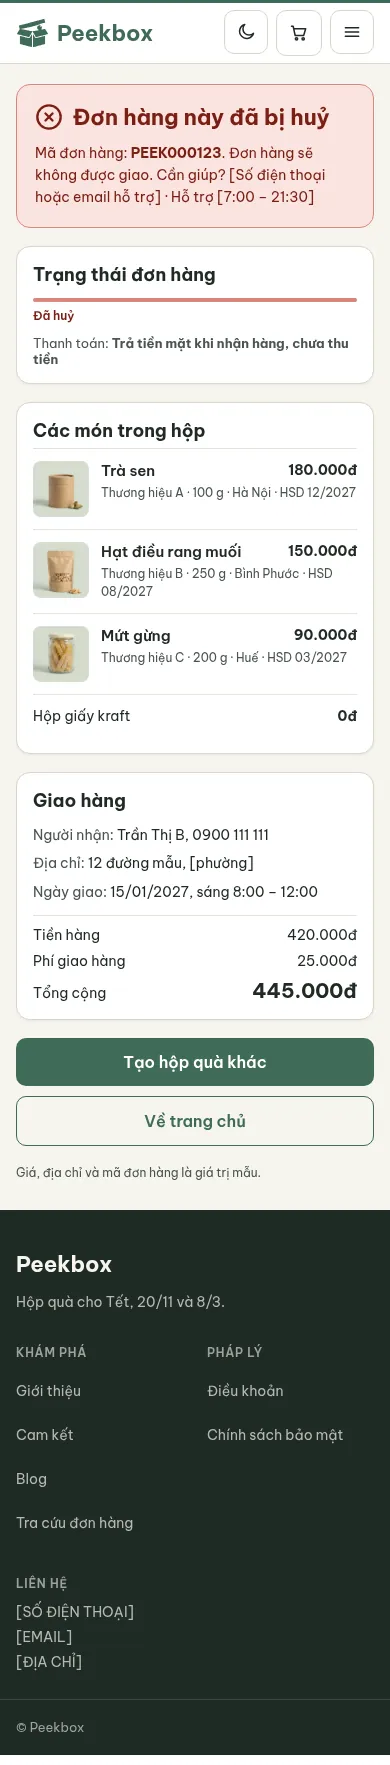 Peekbox
Đơn hàng này đã bị huỷ
Mã đơn hàng: PEEK000123. Đơn hàng sẽ
không được giao. Cần giúp? [Số điện thoại
hoặc email hỗ trợ] · Hỗ trợ [7:00 – 21:30]
Trạng thái đơn hàng
Đã huỷ
Thanh toán: Trả tiền mặt khi nhận hàng, chưa thu
tiền
Các món trong hộp
Trà sen 180.000đ
Thương hiệu A · 100 g · Hà Nội · HSD 12/2027
Hạt điều rang muối 150.000đ
Thương hiệu B · 250 g · Bình Phước · HSD
08/2027
Mứt gừng 90.000đ
Thương hiệu C · 200 g · Huế · HSD 03/2027
Hộp giấy kraft 0đ
Giao hàng
Người nhận: Trần Thị B, 0900 111 111
Địa chỉ: 12 đường mẫu, [phường]
Ngày giao: 15/01/2027, sáng 8:00 – 12:00
Tiền hàng 420.000đ
Phí giao hàng 25.000đ
Tổng cộng 445.000đ
Tạo hộp quà khác
Về trang chủ
Giá, địa chỉ và mã đơn hàng là giá trị mẫu.
Peekbox
Hộp quà cho Tết, 20/11 và 8/3.
KHÁM PHÁ
Giới thiệu
Cam kết
Blog
Tra cứu đơn hàng
PHÁP LÝ
Điều khoản
Chính sách bảo mật
LIÊN HỆ
[SỐ ĐIỆN THOẠI]
[EMAIL]
[ĐỊA CHỈ]
© Peekbox